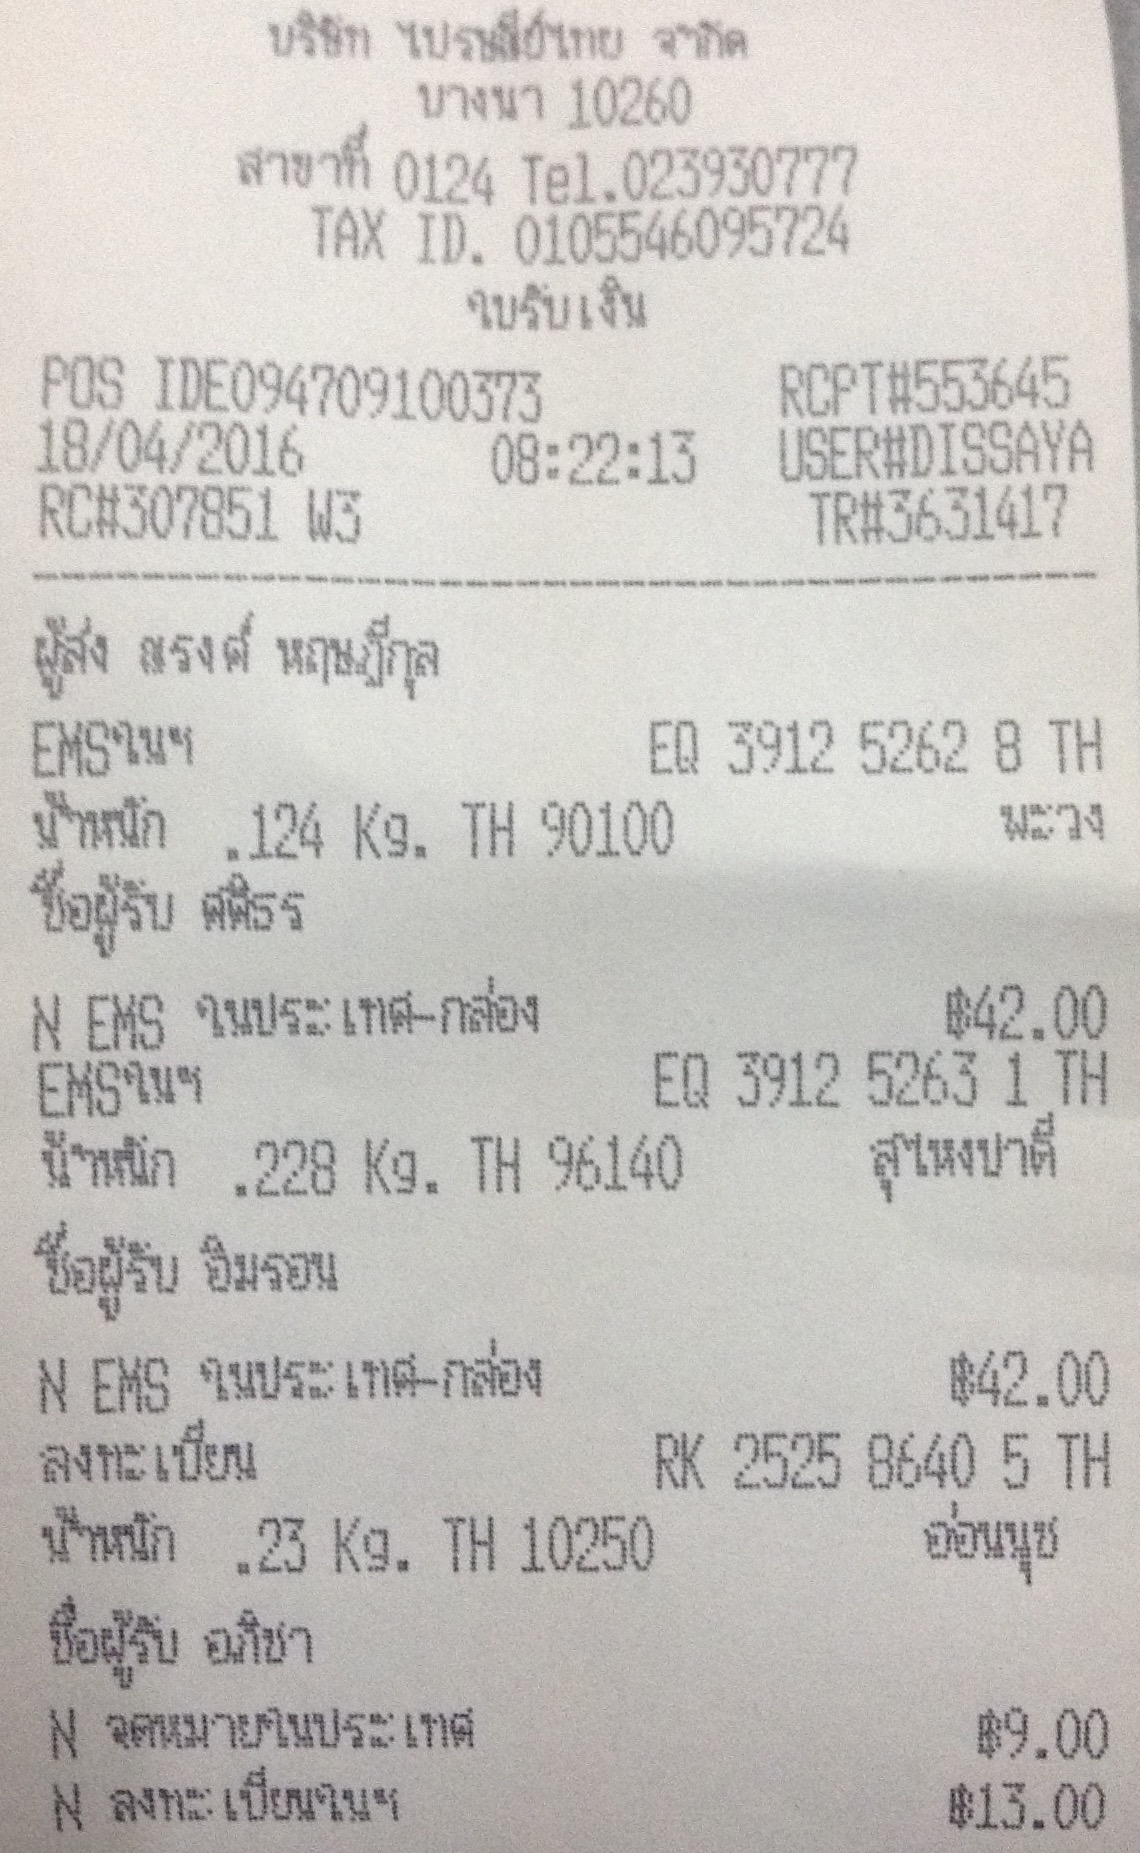 บริษัท ไปรษณีย์ไทย จำกัด
บางนา 10260
สาขาที่ 0124 Tel.023930777
TAX ID. 0105546095724
ใบรับเงิน
POS IDE094709100373 RCPT#553645
18/04/2016 08:22:13 USER#DISSAYA
RC#307851 W3 TR#3631417
ผู้ส่ง ณรงค์ หฤษฎีกุล
EMSในฯ EQ 3912 5262 8 TH
น้ำหนัก .124 Kg. TH 90100 พะวง
ชื่อผู้รับ ศศิธร
N EMS ในประเทศ-กล่อง ฿42.00
EMSในฯ EQ 3912 5263 1 TH
น้ำหนัก .228 Kg. TH 96140 สุไหงปาดี
ชื่อผู้รับ อิมรอน
N EMS ในประเทศ-กล่อง ฿42.00
ลงทะเบียน RK 2525 8640 5 TH
น้ำหนัก .23 Kg. TH 10250 อ่อนนุช
ชื่อผู้รับ อภิชา
N จดหมายในประเทศ ฿9.00
N ลงทะเบียนในฯ ฿13.00